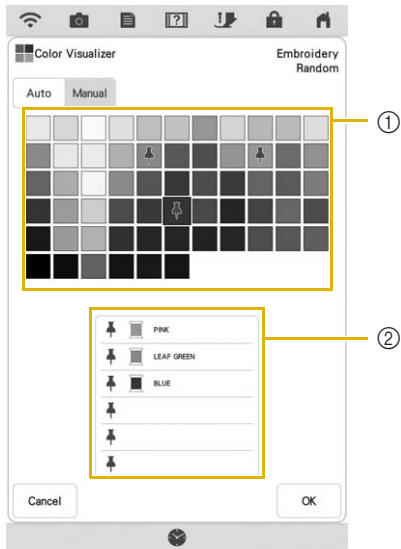 Color Visualizer
Embroidery
Random
Auto Manual
①
②
PINK
LEAF GREEN
BLUE
Cancel
OK